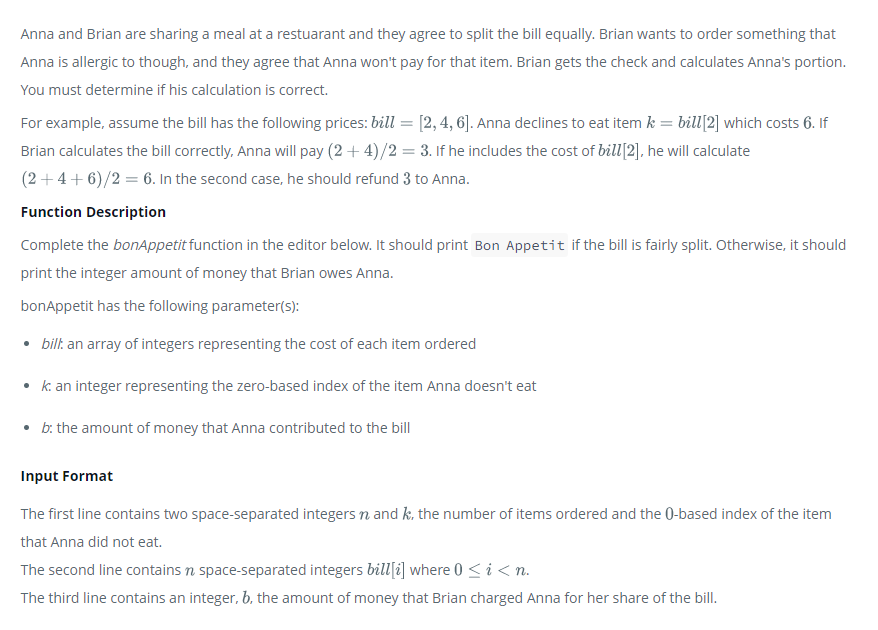 Anna and Brian are sharing a meal at a restuarant and they agree to split the bill equally. Brian wants to order something that
Anna is allergic to though, and they agree that Anna won't pay for that item. Brian gets the check and calculates Anna's portion.
You must determine if his calculation is correct.
For example, assume the bill has the following prices: bill = [2, 4, 6]. Anna declines to eat item k = bill[2] which costs 6. If
Brian calculates the bill correctly, Anna will pay (2 + 4)/2 = 3. If he includes the cost of bill[2], he will calculate
(2 + 4 + 6)/2 = 6. In the second case, he should refund 3 to Anna.
Function Description
Complete the bonAppetit function in the editor below. It should print Bon Appetit if the bill is fairly split. Otherwise, it should
print the integer amount of money that Brian owes Anna.
bonAppetit has the following parameter(s):
• bill: an array of integers representing the cost of each item ordered
• k: an integer representing the zero-based index of the item Anna doesn't eat
• b: the amount of money that Anna contributed to the bill
Input Format
The first line contains two space-separated integers n and k, the number of items ordered and the 0-based index of the item
that Anna did not eat.
The second line contains n space-separated integers bill[i] where 0 ≤ i < n.
The third line contains an integer, b, the amount of money that Brian charged Anna for her share of the bill.